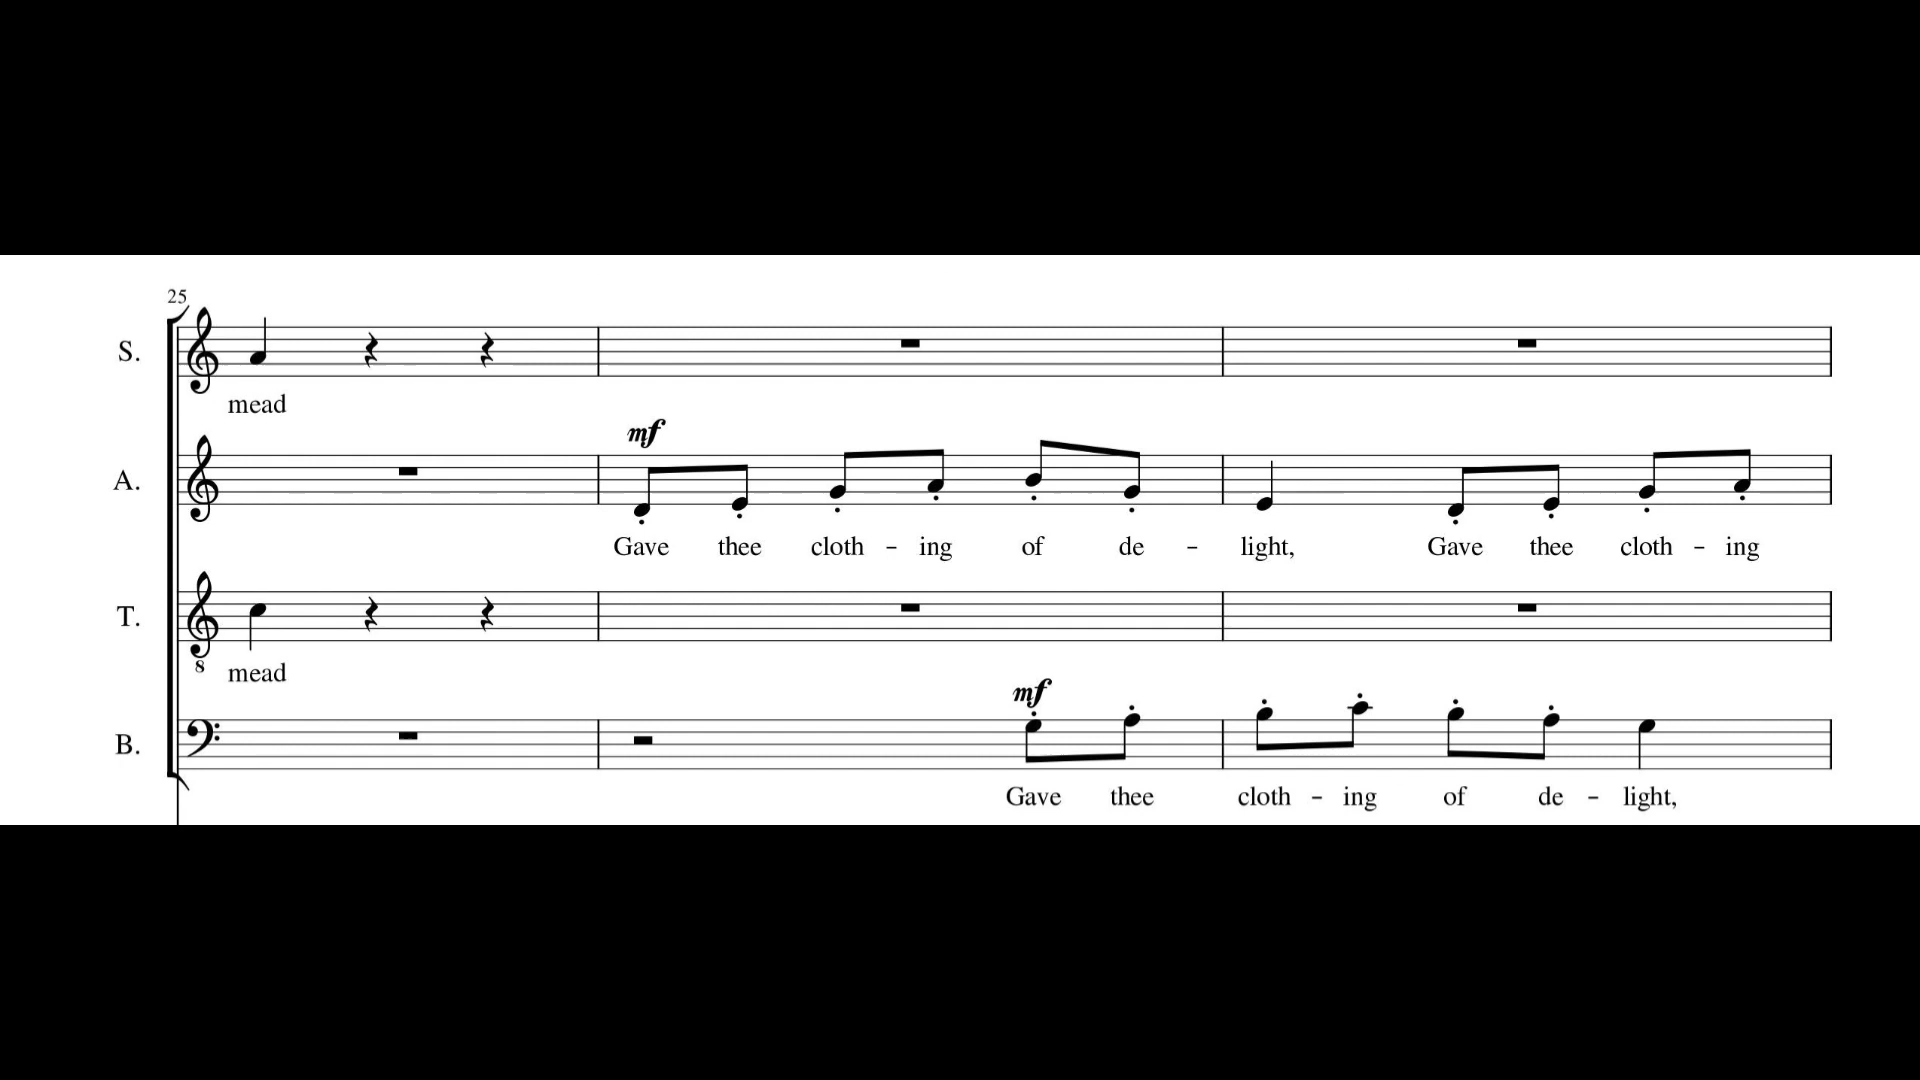 25
S.
mead
mf
A.
Gave thee cloth - ing of de - light, Gave thee cloth - ing
T.
8
mead
mf
B.
Gave thee cloth - ing of de - light,